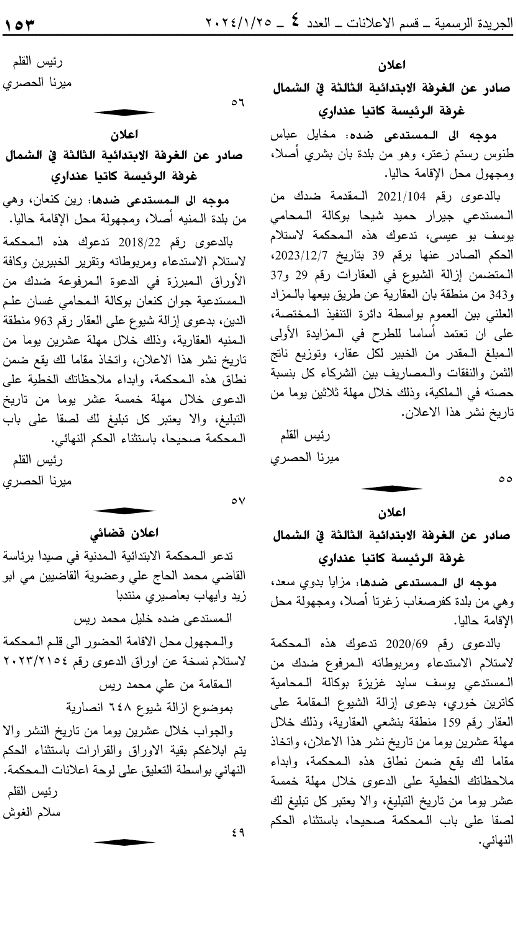 الجريدة الرسمية ــ قسم الاعلانات ــ العدد ٤ ــ ٢٠٢٤/١/٢٥
١٥٣
اعلان
صادر عن الغرفة الابتدائية الثالثة في الشمال
غرفة الرئيسة كاتيا عنداري
موجه الى المستدعى ضده: مخايل عباس
طنوس رستم زعتر، وهو من بلدة بان بشري أصلا،
ومجهول محل الإقامة حاليا.
بالدعوى رقم 2021/104 المقدمة ضدك من
المستدعي جيرار حميد شبحا بوكالة المحامي
يوسف بو عيسى، تدعوك هذه المحكمة لاستلام
الحكم الصادر عنها برقم 39 بتاريخ 2023/12/7،
المتضمن إزالة الشيوع في العقارات رقم 29 و37
و343 من منطقة بان العقارية عن طريق بيعها بالمزاد
العلني بين العموم بواسطة دائرة التنفيذ المختصة،
على ان تعتمد أساسا للطرح في المزايدة الأولى
المبلغ المقدر من الخبير لكل عقار، وتوزيع ناتج
الثمن والنفقات والمصاريف بين الشركاء كل بنسبة
حصته في الملكية، وذلك خلال مهلة ثلاثين يوما من
تاريخ نشر هذا الاعلان.
رئيس القلم
ميرنا الحصري
٥٥
اعلان
صادر عن الغرفة الابتدائية الثالثة في الشمال
غرفة الرئيسة كاتيا عنداري
موجه الى المستدعى ضدها: مزايا بدوي سعد،
وهي من بلدة كفرصغاب زغرتا أصلا، ومجهولة محل
الإقامة حاليا.
بالدعوى رقم 2020/69 تدعوك هذه المحكمة
لاستلام الاستدعاء ومربوطاته المرفوع ضدك من
المستدعي يوسف سايد غزيزة بوكالة المحامية
كاترين خوري، بدعوى إزالة الشيوع المقامة على
العقار رقم 159 منطقة بنشعي العقارية، وذلك خلال
مهلة عشرين يوما من تاريخ نشر هذا الاعلان، واتخاذ
مقاما لك يقع ضمن نطاق هذه المحكمة، وابداء
ملاحظاتك الخطية على الدعوى خلال مهلة خمسة
عشر يوما من تاريخ التبليغ، والا يعتبر كل تبليغ لك
لصقا على باب المحكمة صحيحا، باستثناء الحكم
النهائي.
رئيس القلم
ميرنا الحصري
٥٦
اعلان
صادر عن الغرفة الابتدائية الثالثة في الشمال
غرفة الرئيسة كاتيا عنداري
موجه الى المستدعى ضدها: رين كنعان، وهي
من بلدة المنيه أصلا، ومجهولة محل الإقامة حاليا.
بالدعوى رقم 2018/22 تدعوك هذه المحكمة
لاستلام الاستدعاء ومربوطاته وتقرير الخبيرين وكافة
الأوراق المبرزة في الدعوة المرفوعة ضدك من
المستدعية جوان كنعان بوكالة المحامي غسان علم
الدين، بدعوى إزالة شيوع على العقار رقم 963 منطقة
المنيه العقارية، وذلك خلال مهلة عشرين يوما من
تاريخ نشر هذا الاعلان، واتخاذ مقاما لك يقع ضمن
نطاق هذه المحكمة، وابداء ملاحظاتك الخطية على
الدعوى خلال مهلة خمسة عشر يوما من تاريخ
التبليغ، والا يعتبر كل تبليغ لك لصقا على باب
المحكمة صحيحا، باستثناء الحكم النهائي.
رئيس القلم
ميرنا الحصري
٥٧
اعلان قضائي
تدعو المحكمة الابتدائية المدنية في صيدا برئاسة
القاضي محمد الحاج علي وعضوية القاضيين مي ابو
زيد وايهاب بعاصيري منتدبا
المستدعى ضده خليل محمد ريس
والمجهول محل الاقامة الحضور الى قلم المحكمة
لاستلام نسخة عن اوراق الدعوى رقم ٢٠٢٣/٢١٥٤
المقامة من علي محمد ريس
بموضوع ازالة شيوع ٦٤٨ انصارية
والجواب خلال عشرين يوما من تاريخ النشر والا
يتم ابلاغكم بقية الاوراق والقرارات باستثناء الحكم
النهائي بواسطة التعليق على لوحة اعلانات المحكمة.
رئيس القلم
سلام الغوش
٤٩